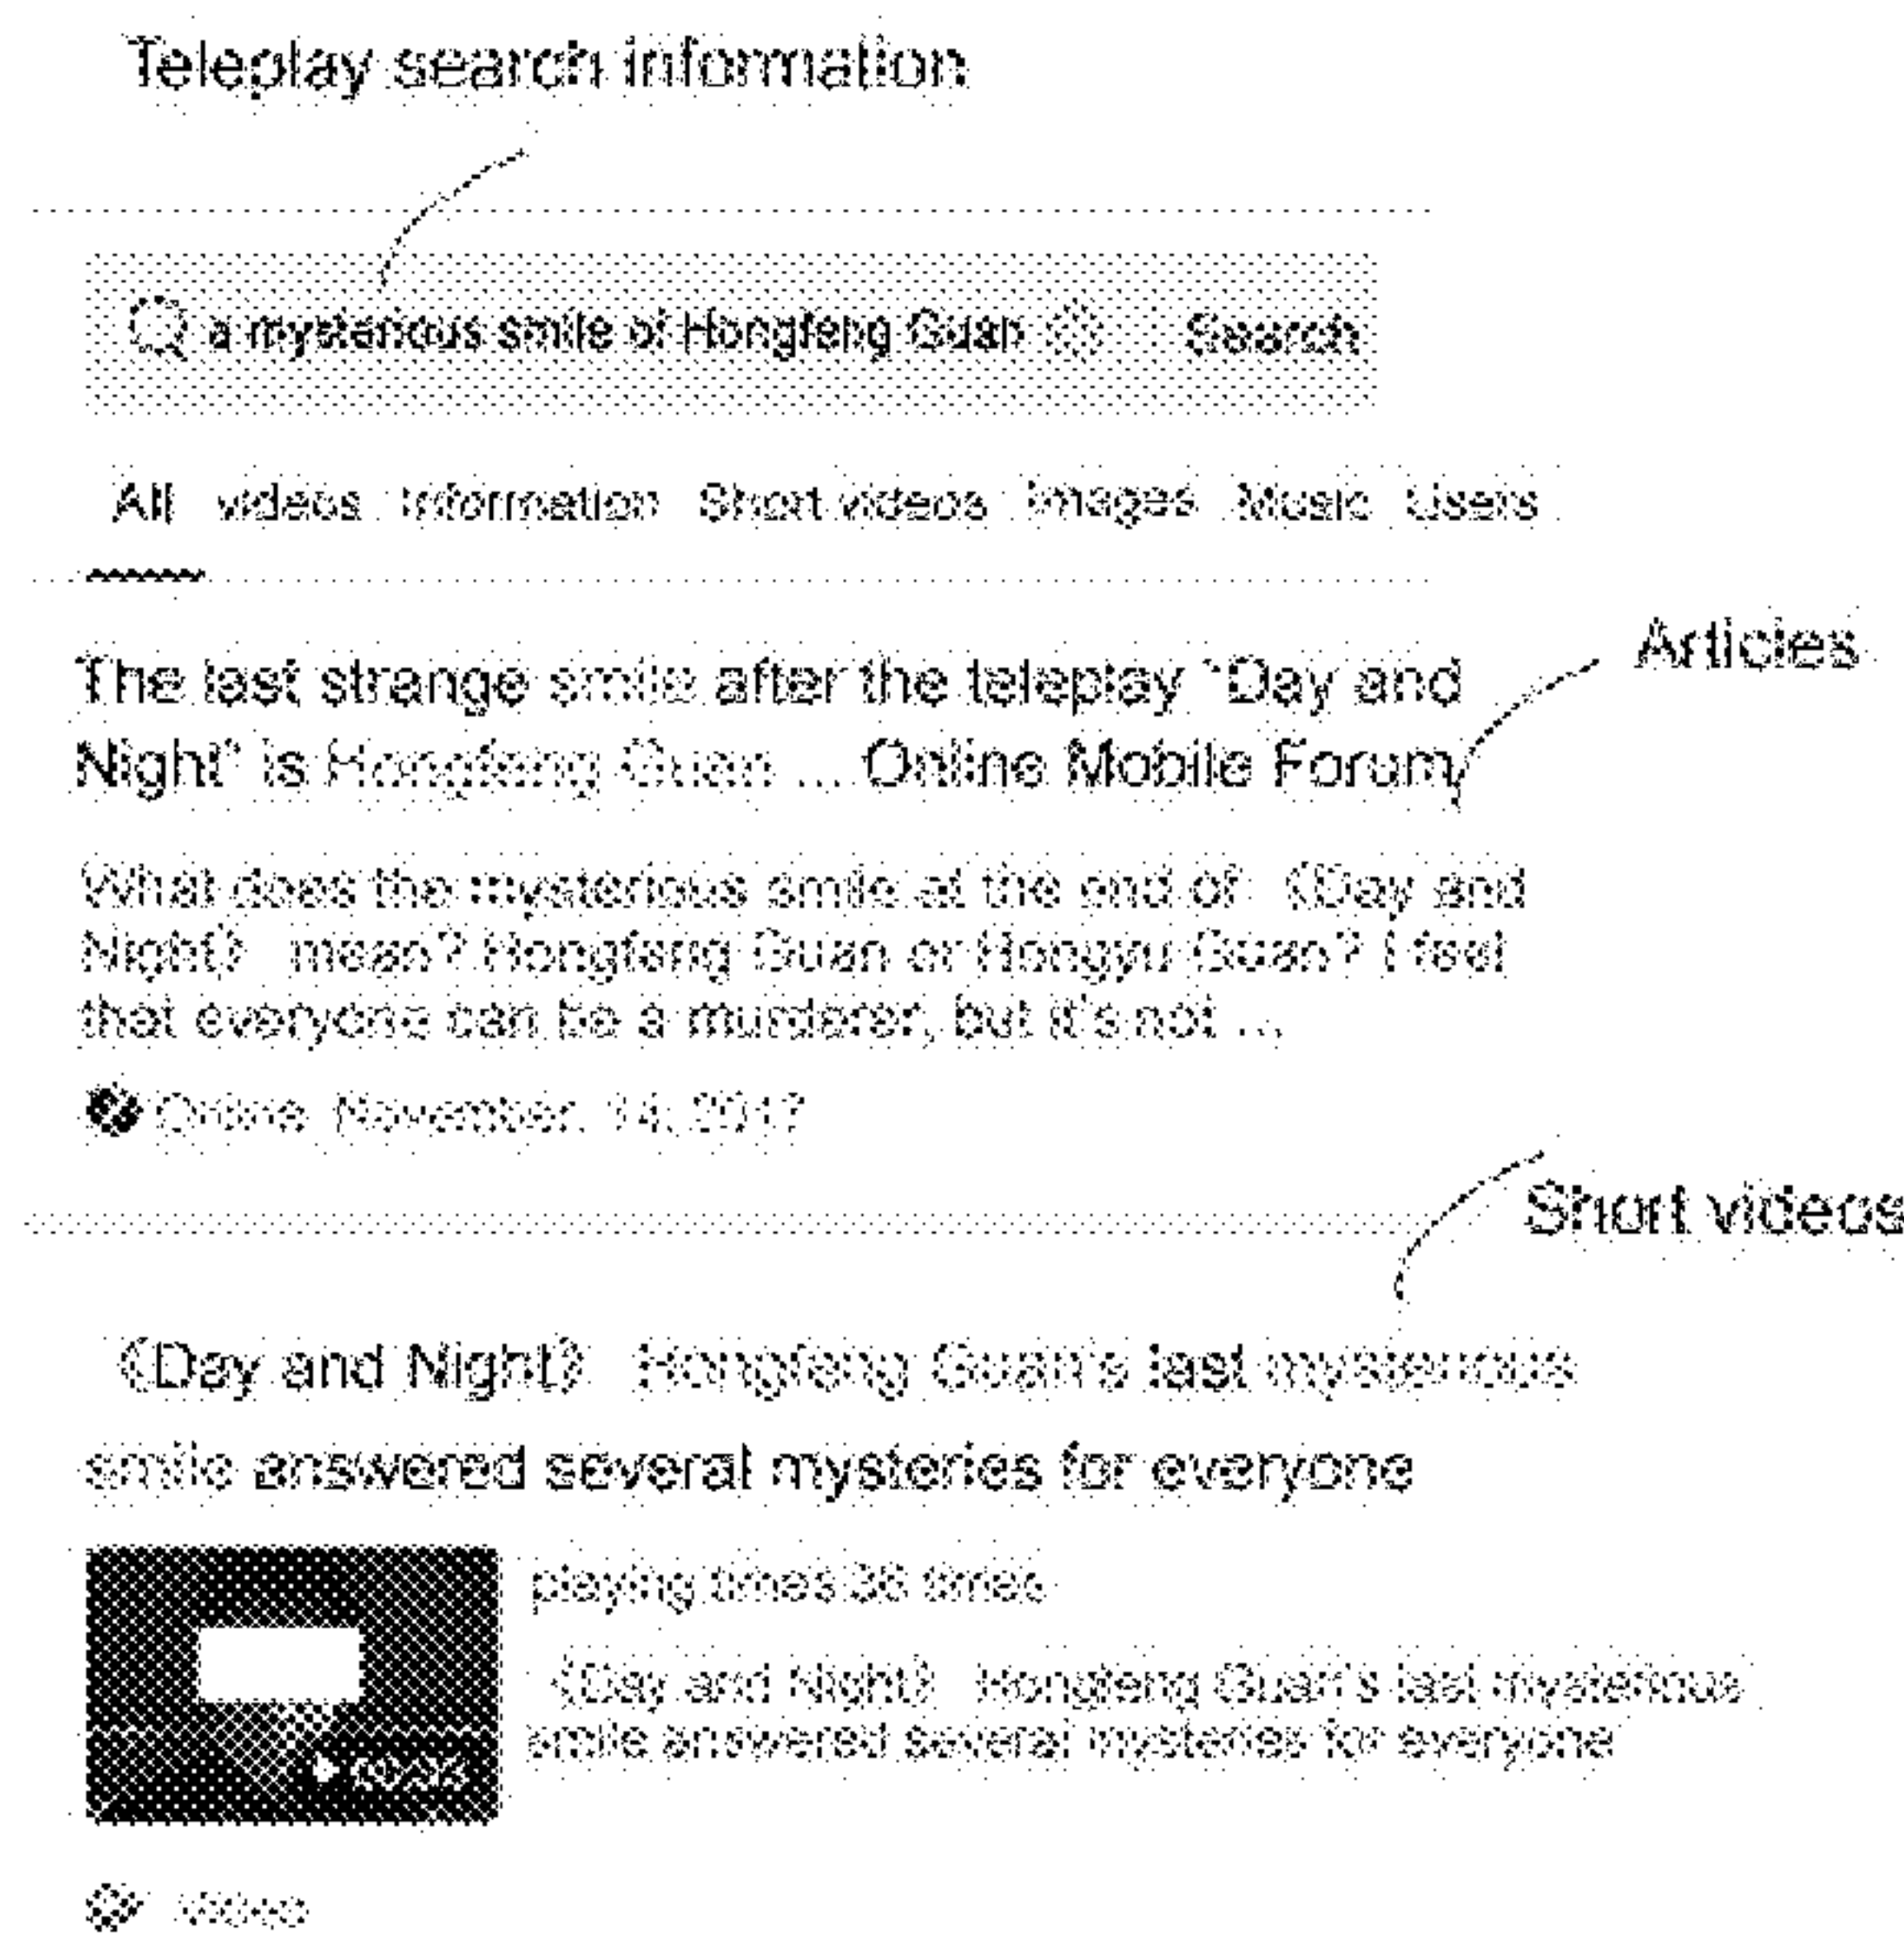 Teleplay search information
a mysterious smile of Hongfeng Guan Search
All videos Information Short videos Images Music Users
Articles
The last strange smile after the teleplay "Day and
Night" is Hongfeng Guan ... Online Mobile Forum
What does the mysterious smile at the end of 《Day and
Night》 mean? Hongfeng Guan or Hongyu Guan? I feel
that everyone can be a murderer, but it's not ...
Online November, 14, 2017
Short videos
《Day and Night》 Hongfeng Guan's last mysterious
smile answered several mysteries for everyone
playing times 36 times
《Day and Night》 Hongfeng Guan's last mysterious
smile answered several mysteries for everyone
video